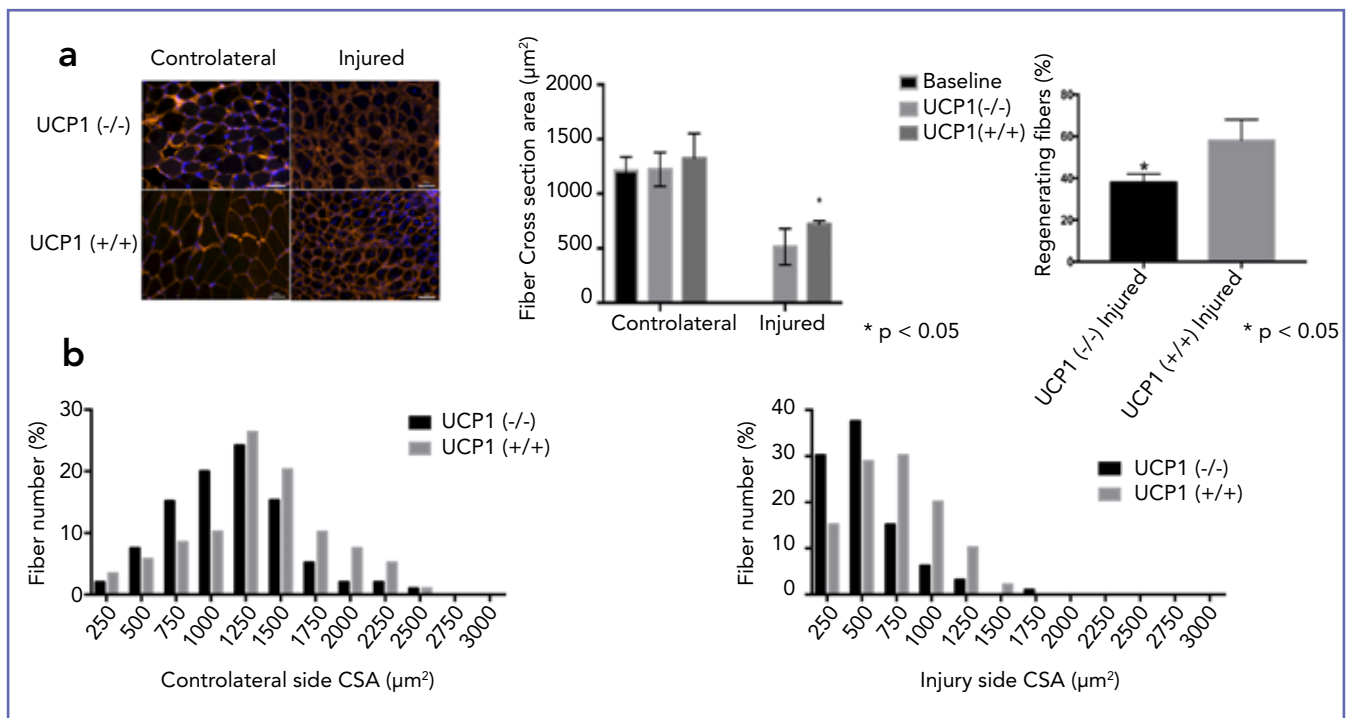 a
Controlateral Injured
UCP1 (-/-)
UCP1 (+/+)
Fiber Cross section area (µm²)
2000
1500
1000
500
0
Controlateral Injured
* p < 0.05
*
Baseline
UCP1(-/-)
UCP1(+/+)
Regenerating fibers (%)
80
60
40
20
0
*
UCP1 (-/-) Injured
UCP1 (+/+) Injured
* p < 0.05
b
Fiber number (%)
30
20
10
0
UCP1 (-/-)
UCP1 (+/+)
250 500 750 1000 1250 1500 1750 2000 2250 2500 2750 3000
Controlateral side CSA (µm²)
Fiber number (%)
40
30
20
10
0
UCP1 (-/-)
UCP1 (+/+)
250 500 750 1000 1250 1500 1750 2000 2250 2500 2750 3000
Injury side CSA (µm²)